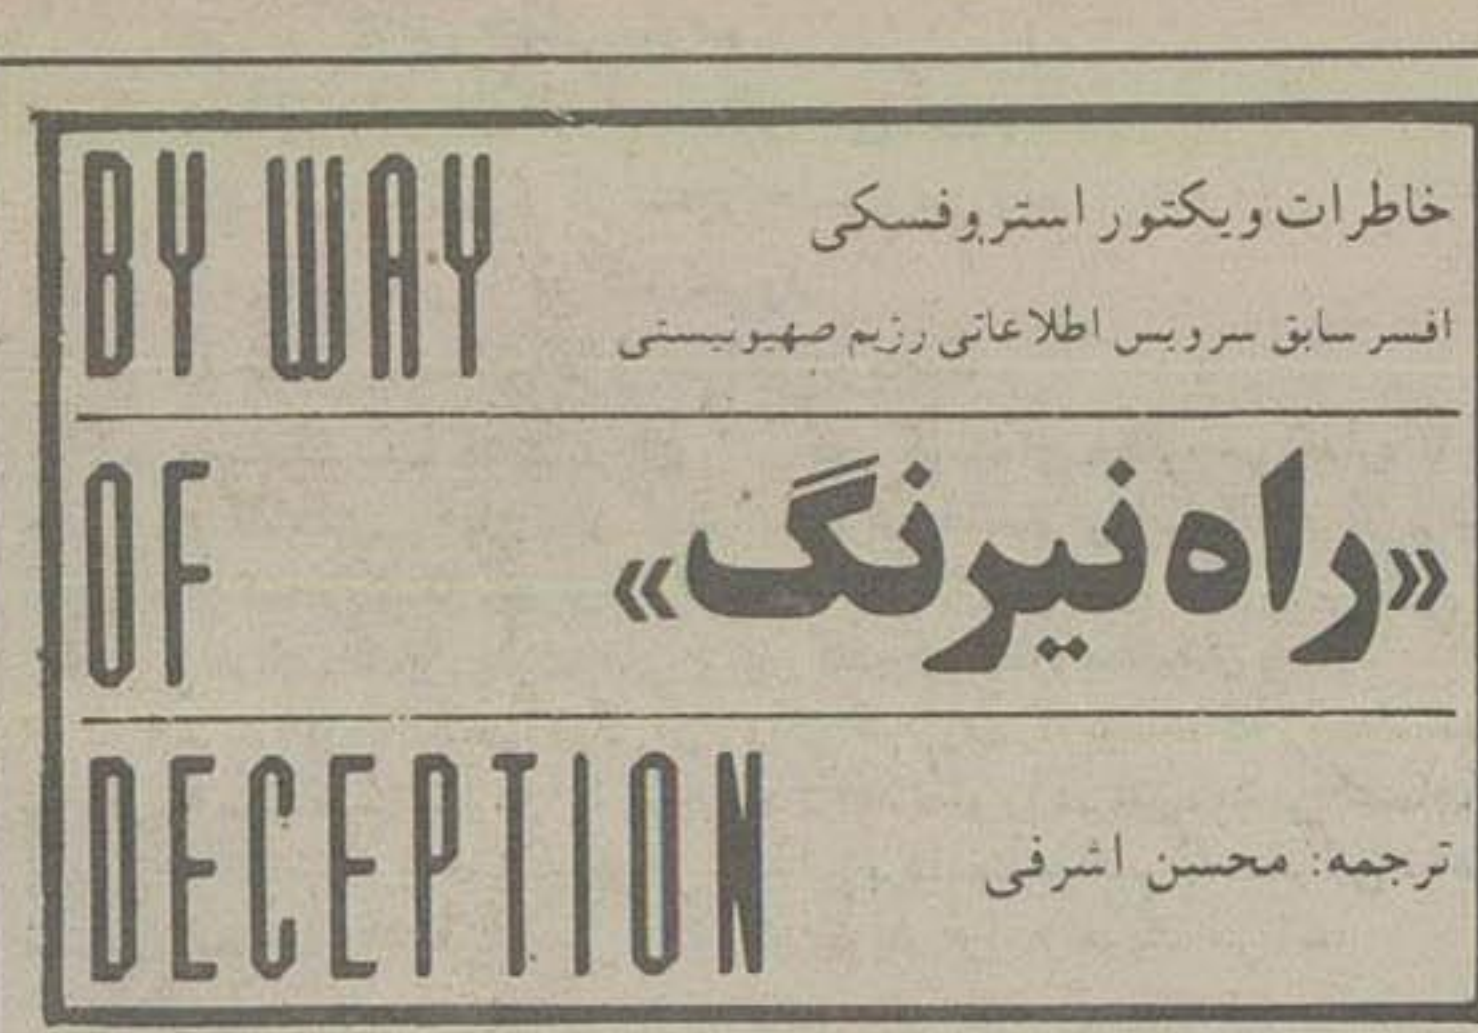 BY WAY
خاطرات ویکتور استروفسکی
افسر سابق سرویس اطلاعاتی رژیم صهیونیستی
OF
«راه نیرنگ»
DECEPTION
ترجمه: محسن اشرفی